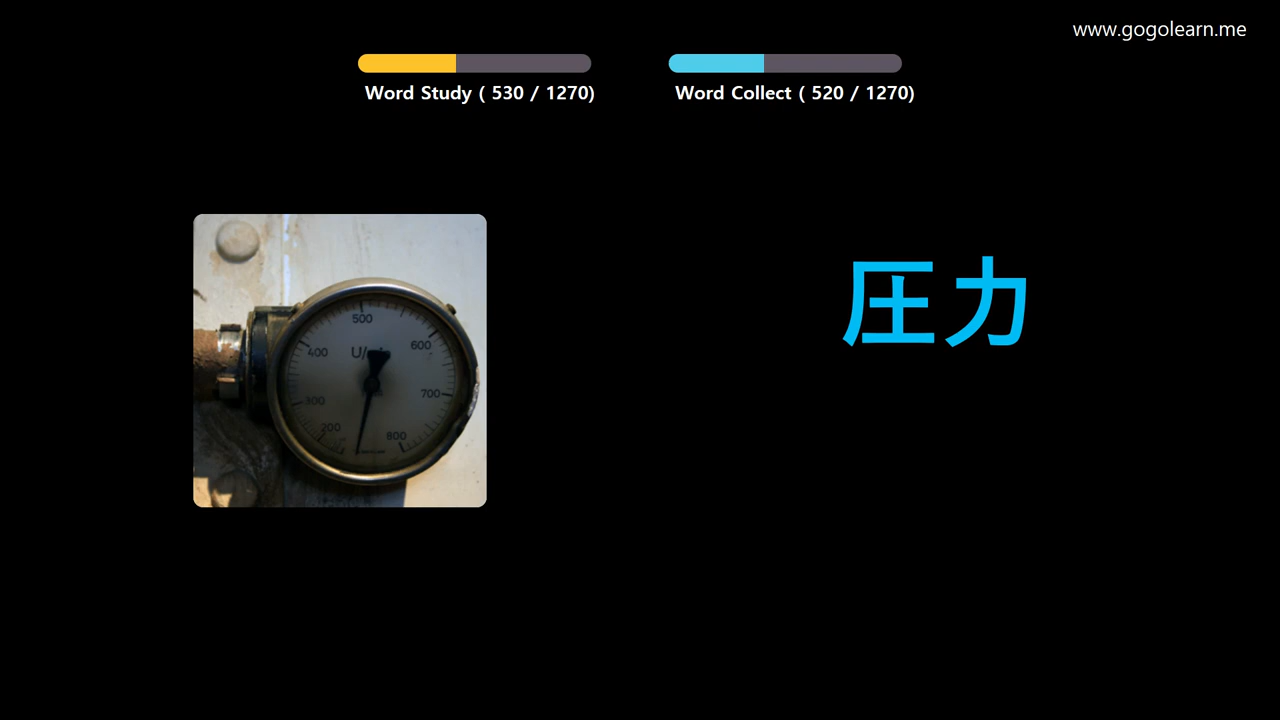 www.gogolearn.me
Word Study ( 530 / 1270)
Word Collect ( 520 / 1270)
圧力
500
400
600
300
700
200
800